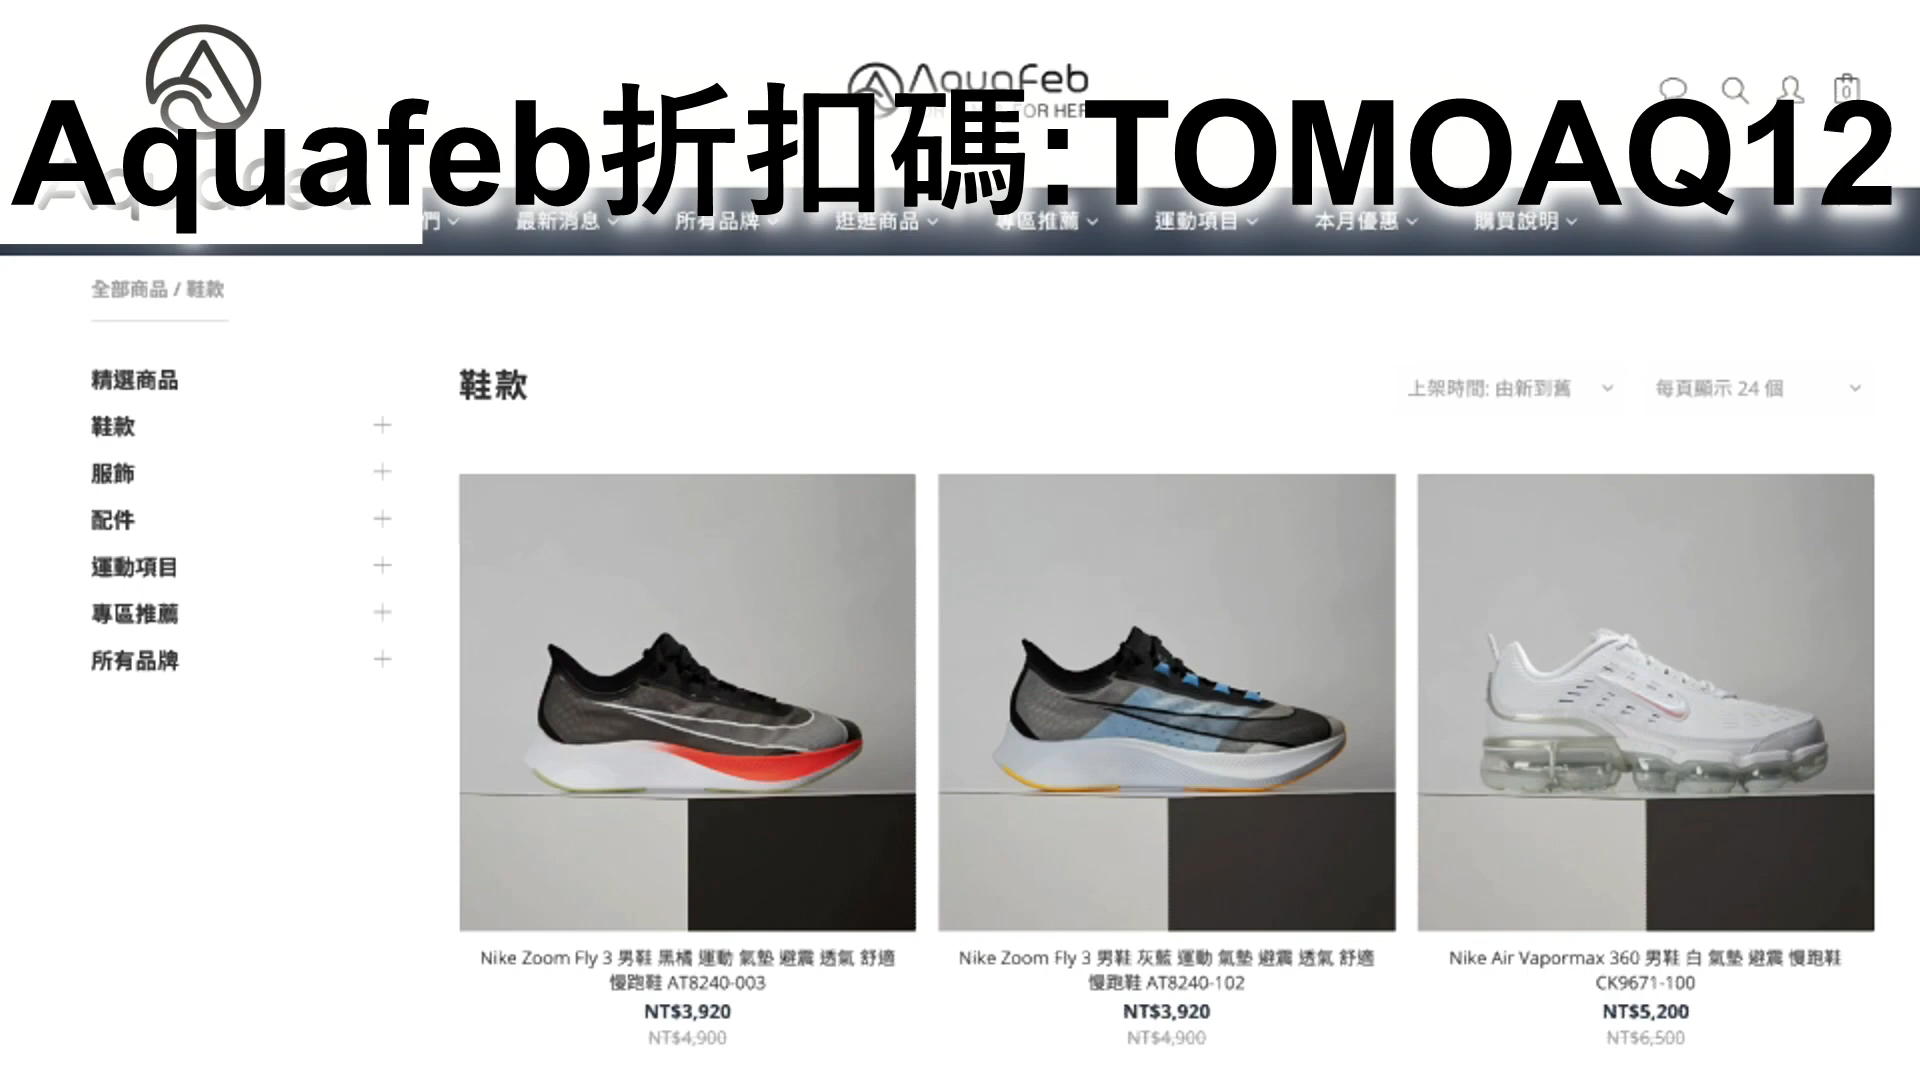 Aquafeb折扣碼:TOMOAQ12
AquaFeb
FOR HER
0
們
最新消息
所有品牌
逛逛商品
專區推薦
運動項目
本月優惠
購買說明
全部商品 / 鞋款
精選商品
鞋款
服飾
配件
運動項目
專區推薦
所有品牌
鞋款
上架時間: 由新到舊
每頁顯示 24 個
Nike Zoom Fly 3 男鞋 黑橘 運動 氣墊 避震 透氣 舒適
慢跑鞋 AT8240-003
NT$3,920
NT$4,900
Nike Zoom Fly 3 男鞋 灰藍 運動 氣墊 避震 透氣 舒適
慢跑鞋 AT8240-102
NT$3,920
NT$4,900
Nike Air Vapormax 360 男鞋 白 氣墊 避震 慢跑鞋
CK9671-100
NT$5,200
NT$6,500